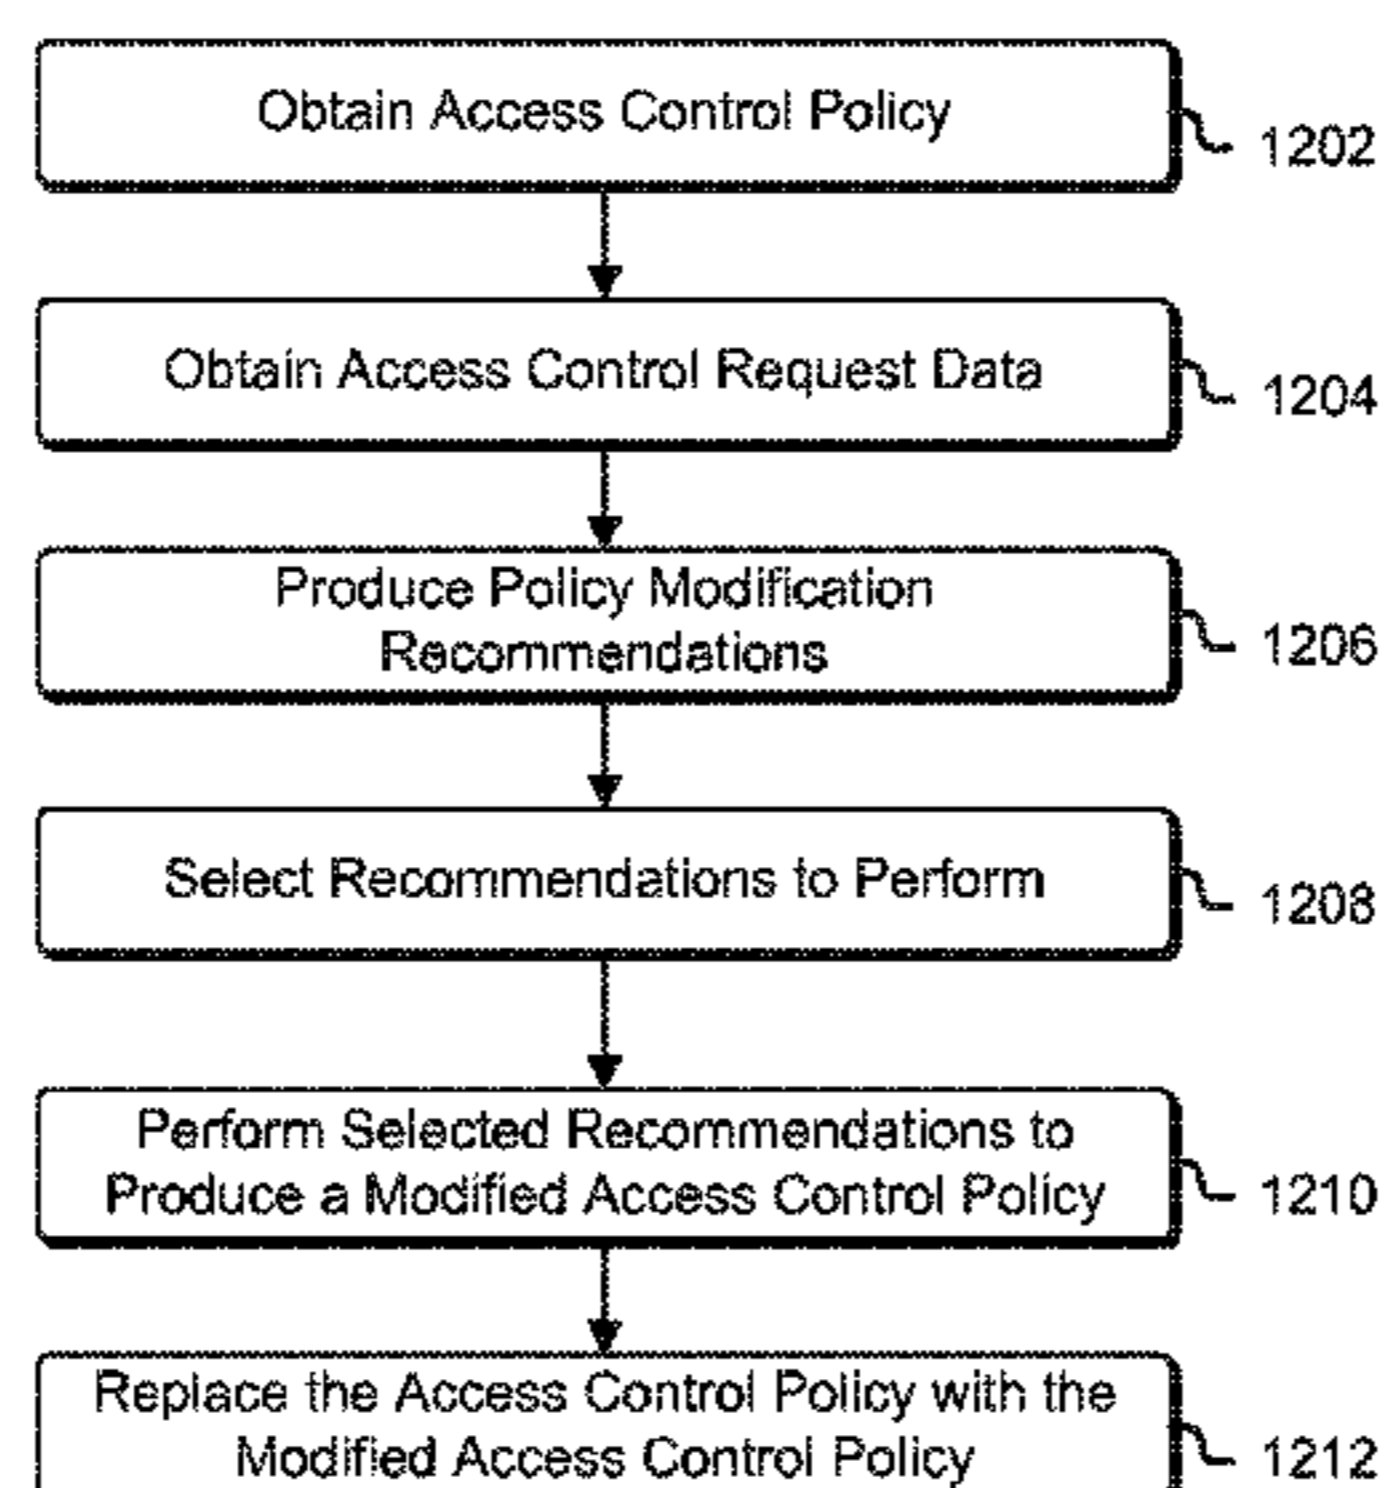 Obtain Access Control Policy
1202
Obtain Access Control Request Data
1204
Produce Policy Modification
Recommendations
1206
Select Recommendations to Perform
1208
Perform Selected Recommendations to
Produce a Modified Access Control Policy
1210
Replace the Access Control Policy with the
Modified Access Control Policy
1212